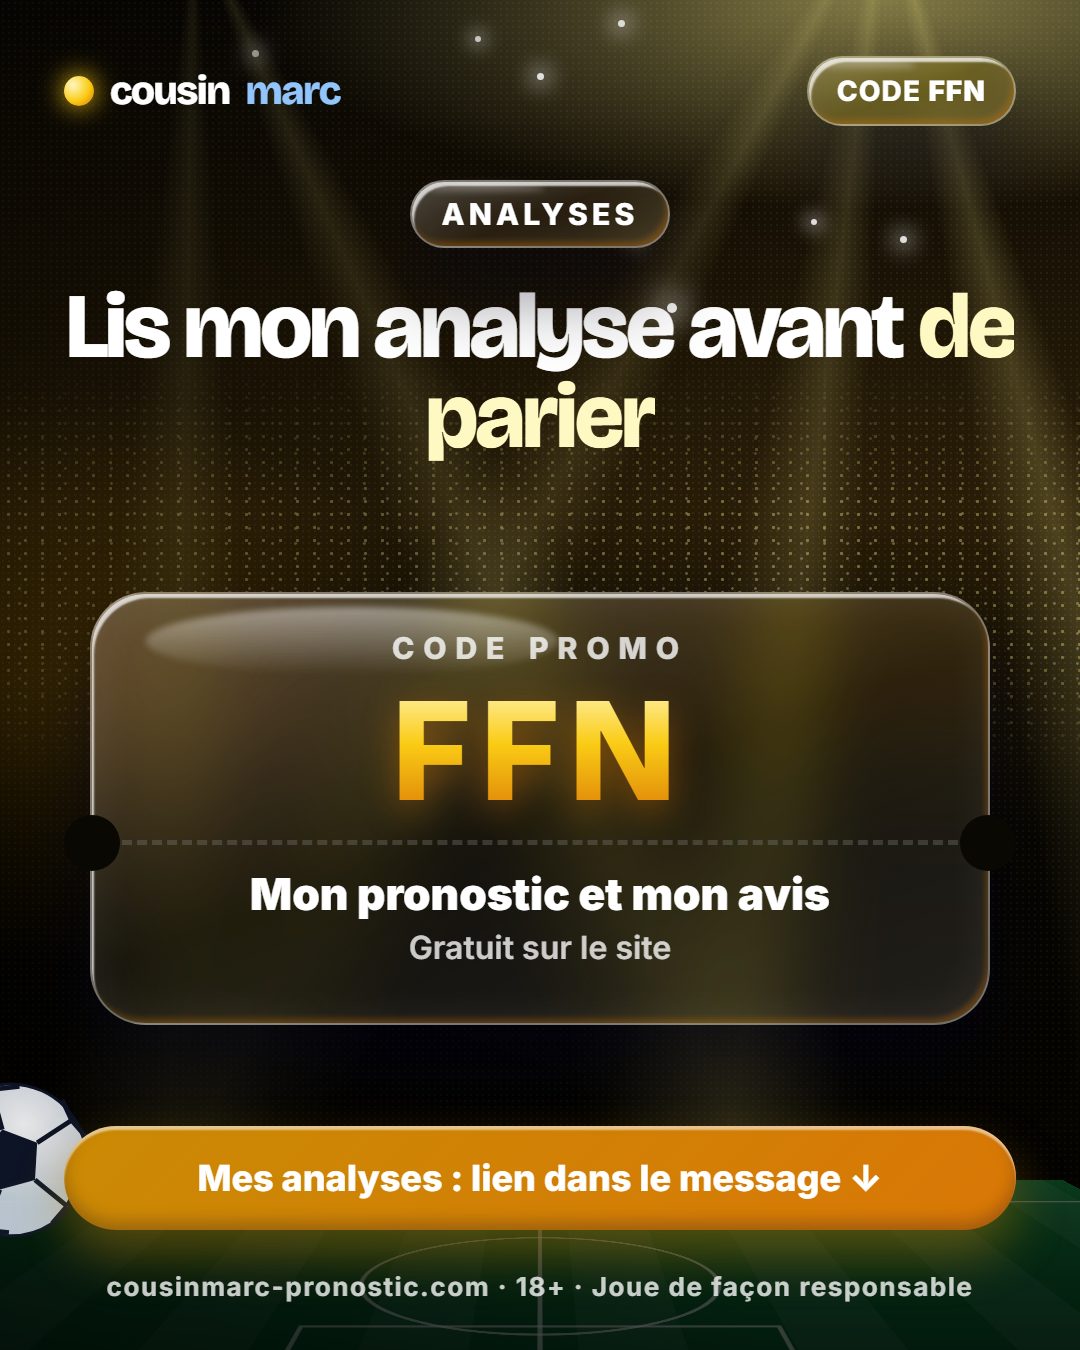 cousin marc
CODE FFN
ANALYSES
Lis mon analyse avant de
parier
CODE PROMO
FFN
Mon pronostic et mon avis
Gratuit sur le site
Mes analyses : lien dans le message ↓
cousinmarc-pronostic.com · 18+ · Joue de façon responsable